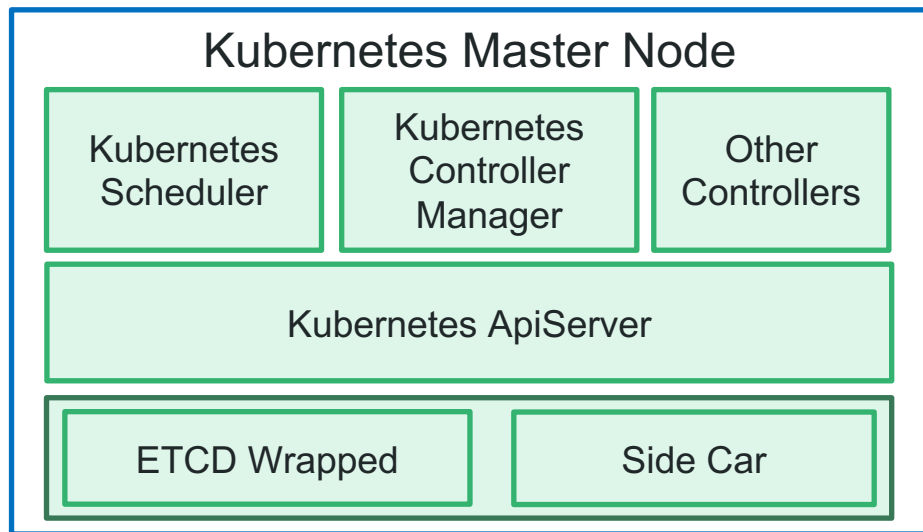 Kubernetes Master Node
Kubernetes
Scheduler
Kubernetes
Controller
Manager
Other
Controllers
Kubernetes ApiServer
ETCD Wrapped
Side Car